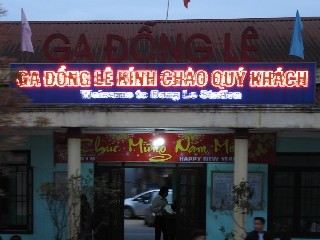 GA ĐỒNG LÊ
GA ĐỒNG LÊ KÍNH CHÀO QUÝ KHÁCH
Welcome to Dong Le Station
Chúc Mừng Năm Mới
HAPPY NEW YEAR